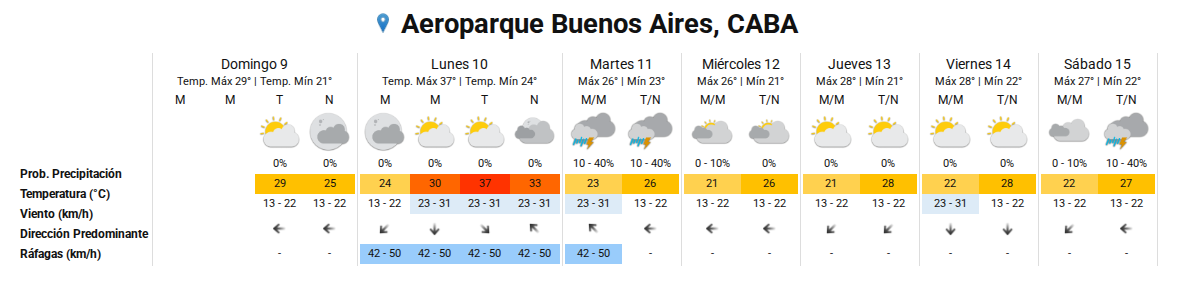 Aeroparque Buenos Aires, CABA
Domingo 9 Lunes 10 Martes 11 Miércoles 12 Jueves 13 Viernes 14 Sábado 15
Temp. Máx 29° | Temp. Mín 21° Temp. Máx 37° | Temp. Mín 24° Máx 26° | Mín 23° Máx 26° | Mín 21° Máx 28° | Mín 21° Máx 28° | Mín 22° Máx 27° | Mín 22°
M M T N M M T N M/M T/N M/M T/N M/M T/N M/M T/N M/M T/N
0% 0% 0% 0% 0% 0% 10 - 40% 10 - 40% 0 - 10% 0% 0% 0% 0% 0% 0 - 10% 10 - 40%
Prob. Precipitación
29 25 24 30 37 33 23 26 21 26 21 28 22 28 22 27
Temperatura (°C)
13 - 22 13 - 22 13 - 22 23 - 31 23 - 31 23 - 31 23 - 31 13 - 22 13 - 22 13 - 22 13 - 22 13 - 22 23 - 31 13 - 22 13 - 22 13 - 22
Viento (km/h)
Dirección Predominante
Ráfagas (km/h) - - 42 - 50 42 - 50 42 - 50 42 - 50 42 - 50 - - - - - - - - -